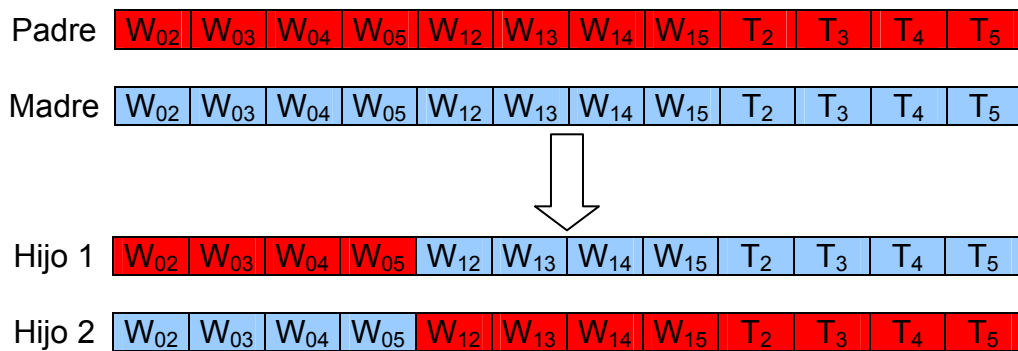 Padre W₀₂ W₀₃ W₀₄ W₀₅ W₁₂ W₁₃ W₁₄ W₁₅ T₂ T₃ T₄ T₅
Madre W₀₂ W₀₃ W₀₄ W₀₅ W₁₂ W₁₃ W₁₄ W₁₅ T₂ T₃ T₄ T₅
Hijo 1 W₀₂ W₀₃ W₀₄ W₀₅ W₁₂ W₁₃ W₁₄ W₁₅ T₂ T₃ T₄ T₅
Hijo 2 W₀₂ W₀₃ W₀₄ W₀₅ W₁₂ W₁₃ W₁₄ W₁₅ T₂ T₃ T₄ T₅